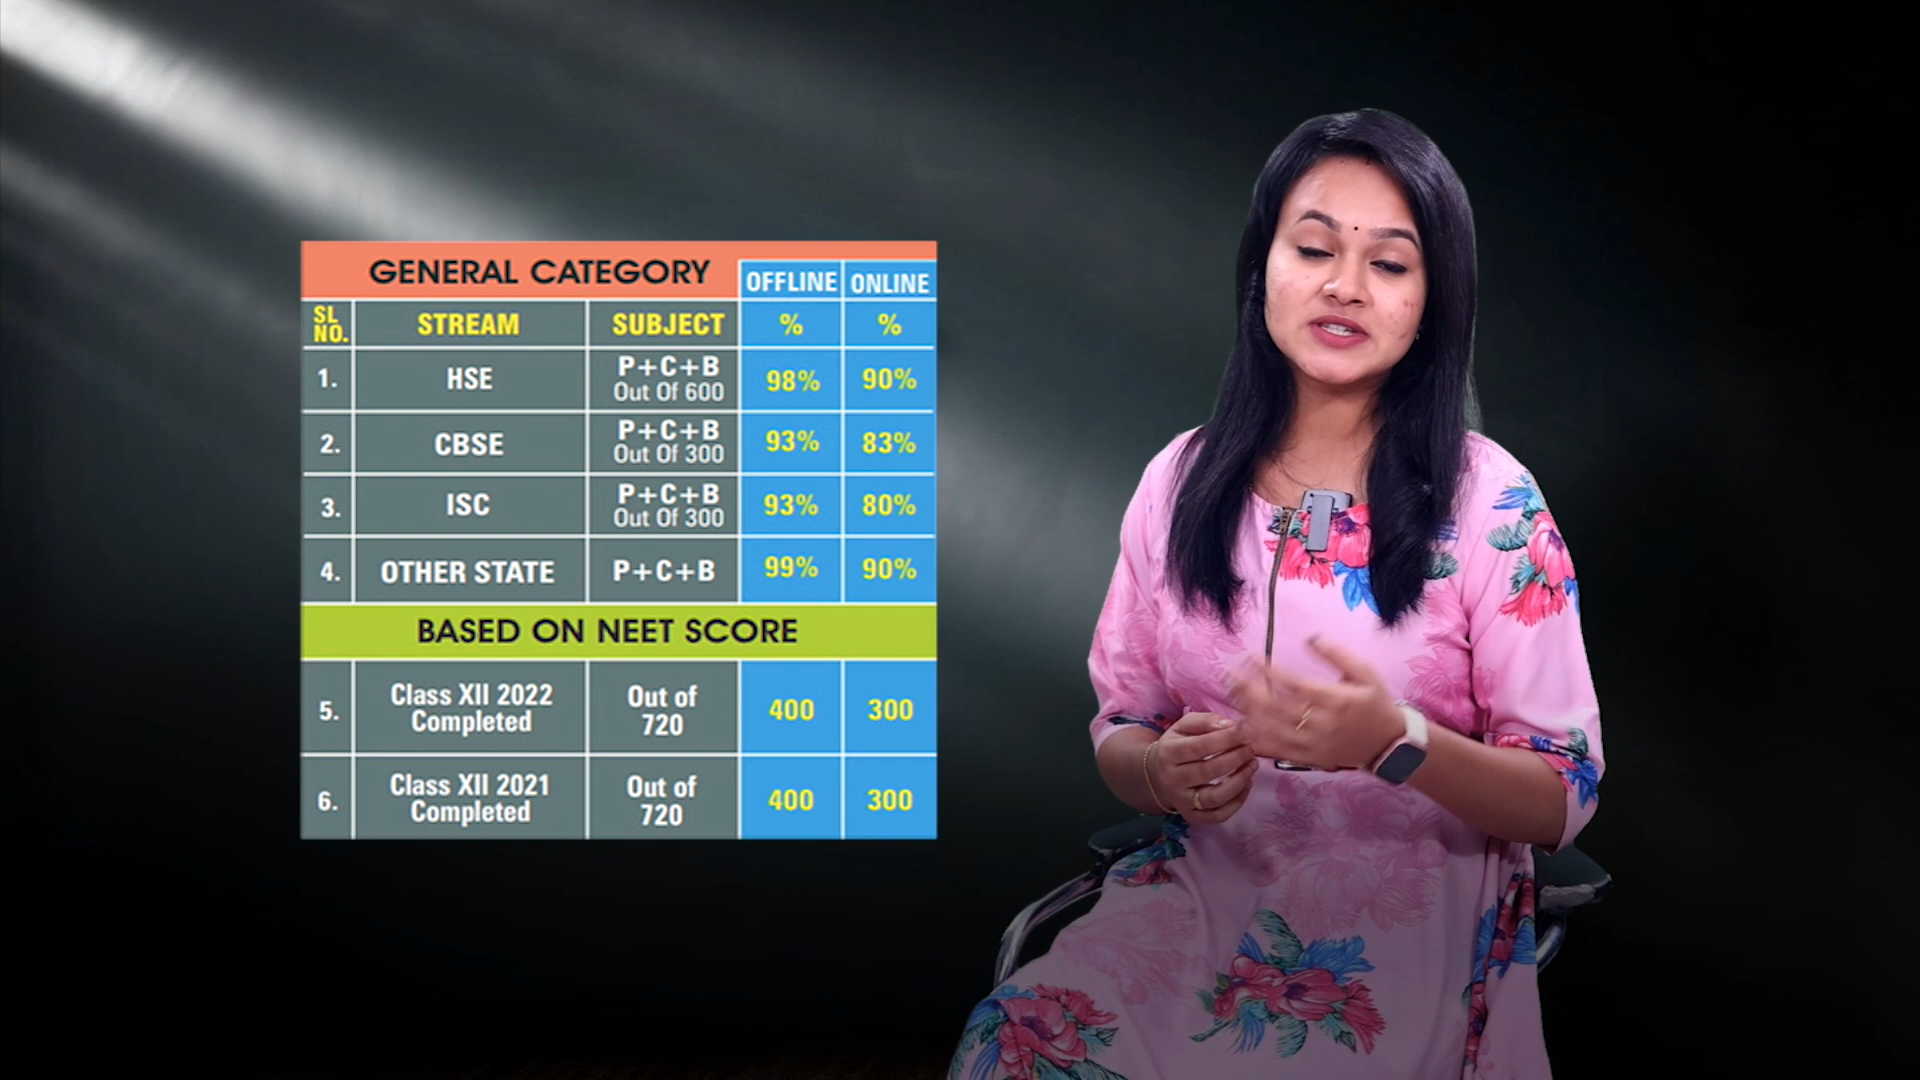 GENERAL CATEGORY OFFLINE ONLINE
SL NO. STREAM SUBJECT % %
1. HSE P+C+B Out Of 600 98% 90%
2. CBSE P+C+B Out Of 300 93% 83%
3. ISC P+C+B Out Of 300 93% 80%
4. OTHER STATE P+C+B 99% 90%
BASED ON NEET SCORE
5. Class XII 2022 Completed Out of 720 400 300
6. Class XII 2021 Completed Out of 720 400 300